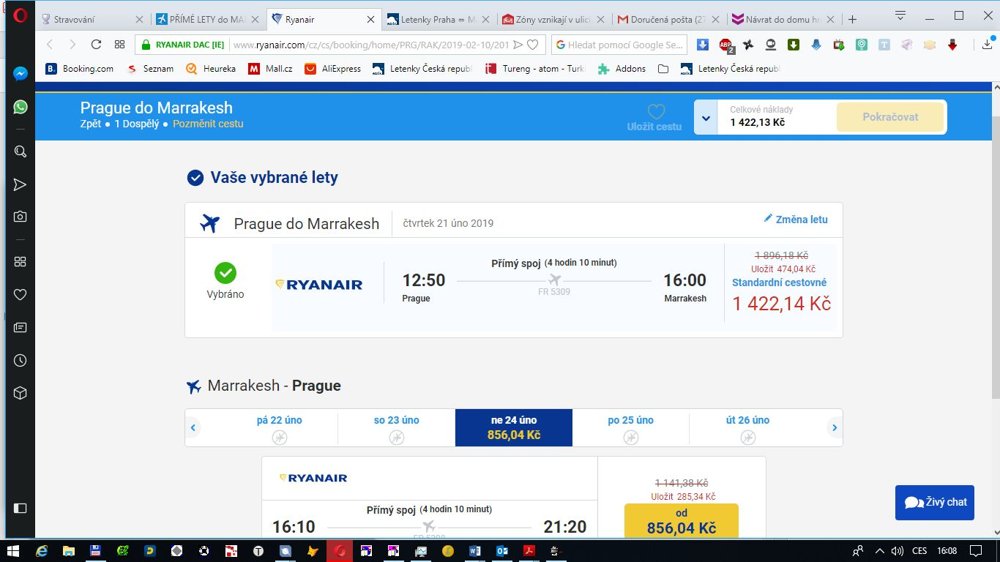 Stravování
PŘÍMÉ LETY do MA
Ryanair
Letenky Praha ⇔ M
Zóny vznikají v ulici
Doručená pošta (27
Návrat do domu h
RYANAIR DAC [IE]
www.ryanair.com/cz/cs/booking/home/PRG/RAK/2019-02-10/201
Hledat pomocí Google Se...
ABP
2
Booking.com
Seznam
Heureka
Mall.cz
AliExpress
Letenky Česká republ
Tureng - atom - Turk
Addons
Letenky Česká republ
Prague do Marrakesh
Zpět ● 1 Dospělý ● Pozměnit cestu
Uložit cestu
Celkové náklady
1 422,13 Kč
Pokračovat
Vaše vybrané lety
Prague do Marrakesh
čtvrtek 21 úno 2019
Změna letu
Vybráno
RYANAIR
Přímý spoj (4 hodin 10 minut)
12:50
16:00
FR 5309
Prague
Marrakesh
1 896,18 Kč
Uložit 474,04 Kč
Standardní cestovné
1 422,14 Kč
Marrakesh - Prague
pá 22 úno
so 23 úno
ne 24 úno
856,04 Kč
po 25 úno
út 26 úno
RYANAIR
Přímý spoj (4 hodin 10 minut)
16:10
21:20
FR 5308
1 141,38 Kč
Uložit 285,34 Kč
od
856,04 Kč
Živý chat
CES
16:08